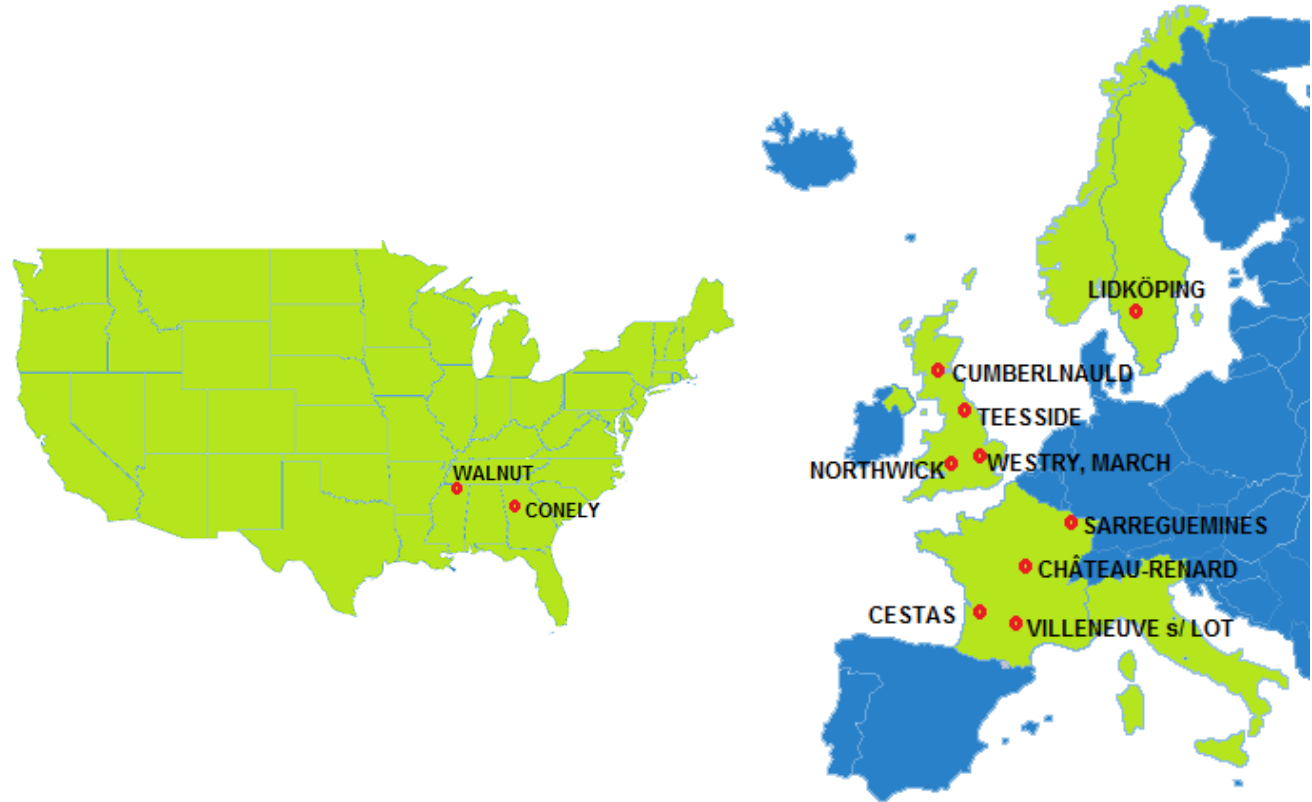 WALNUT
CONELY
LIDKÖPING
CUMBERLNAULD
TEESSIDE
NORTHWICK
WESTRY, MARCH
SARREGUEMINES
CHÂTEAU-RENARD
CESTAS
VILLENEUVE s/ LOT